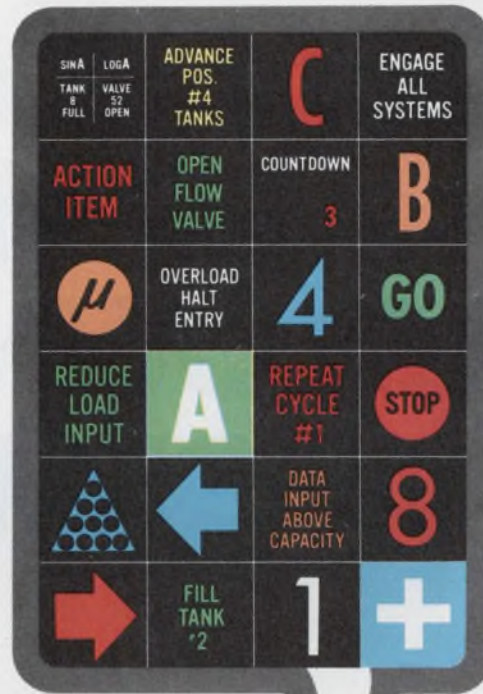 SINA LOGA
TANK VALVE
8 52
FULL OPEN
ADVANCE
POS.
#4
TANKS
C
ENGAGE
ALL
SYSTEMS
ACTION
ITEM
OPEN
FLOW
VALVE
COUNTDOWN
3
B
μ
OVERLOAD
HALT
ENTRY
4
GO
REDUCE
LOAD
INPUT
A
REPEAT
CYCLE
#1
STOP
DATA
INPUT
ABOVE
CAPACITY
8
FILL
TANK
#2
1
+